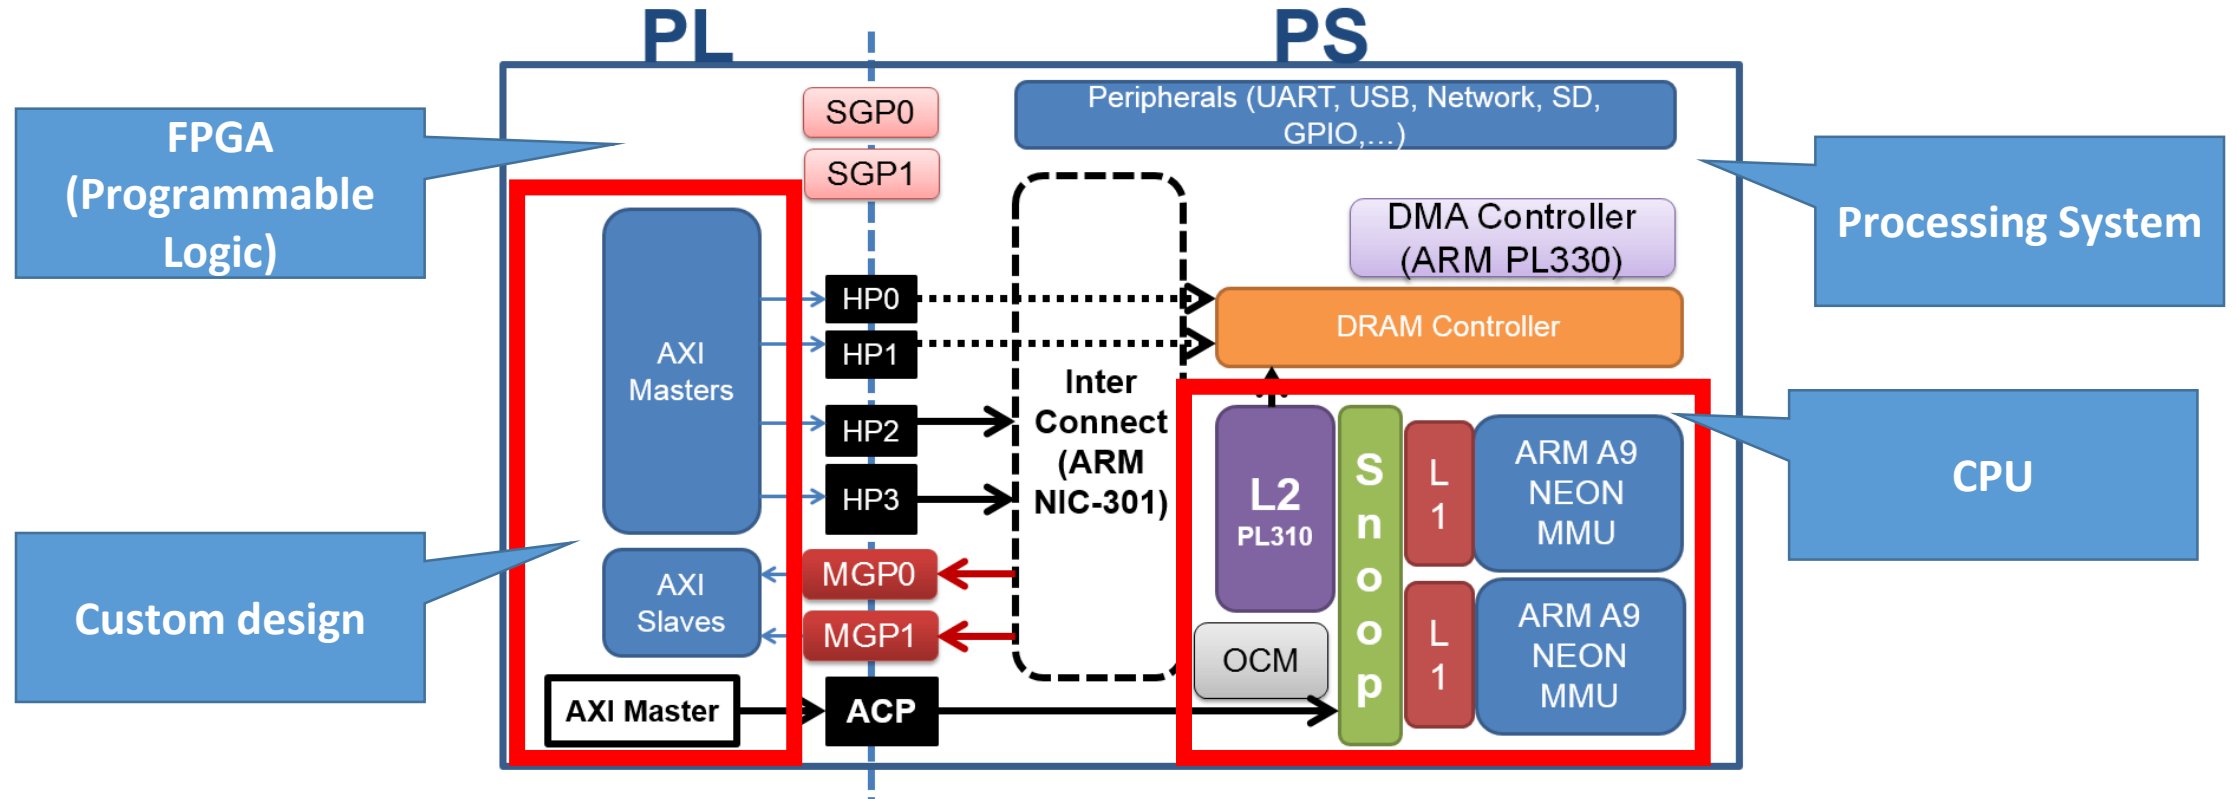 PL
PS
FPGA
(Programmable
Logic)
SGP0
SGP1
Peripherals (UART, USB, Network, SD,
GPIO,...)
Processing System
DMA Controller
(ARM PL330)
AXI
Masters
HP0
HP1
HP2
HP3
DRAM Controller
Inter
Connect
(ARM
NIC-301)
CPU
L2
PL310
S
n
o
o
p
L
1
ARM A9
NEON
MMU
L
1
ARM A9
NEON
MMU
OCM
Custom design
AXI
Slaves
MGP0
MGP1
AXI Master
ACP